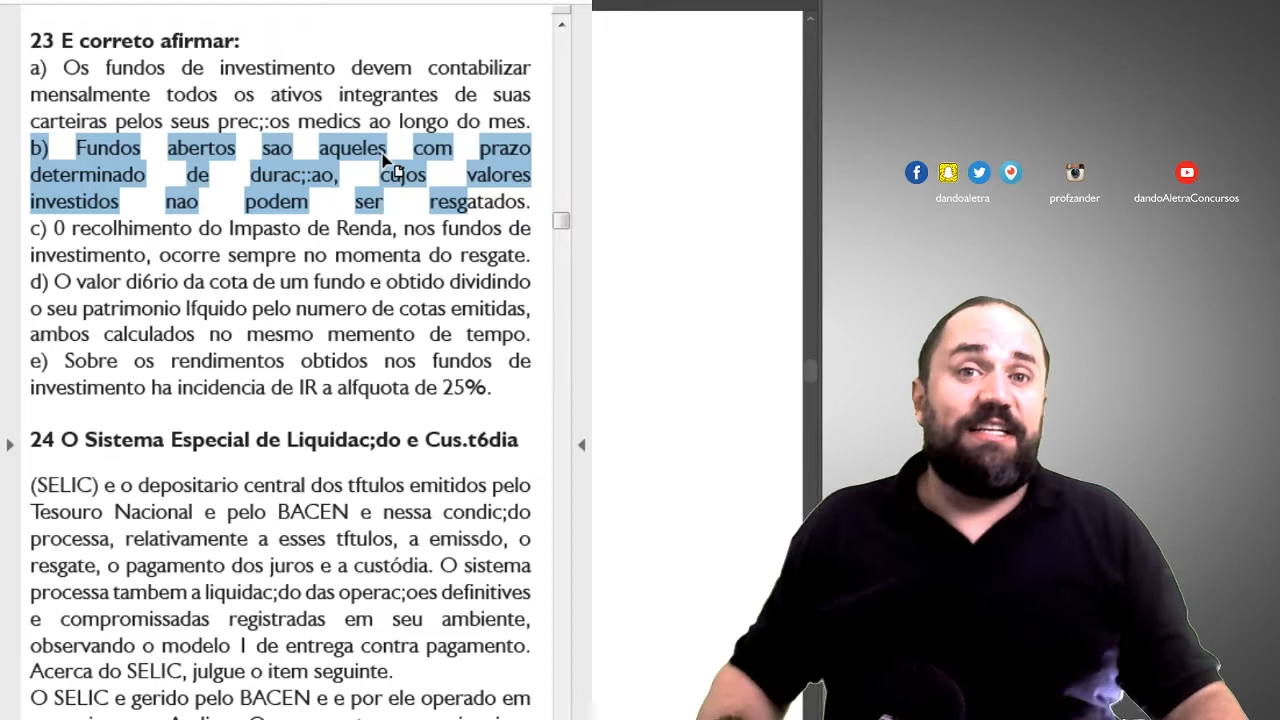 23 E correto afirmar:
a) Os fundos de investimento devem contabilizar
mensalmente todos os ativos integrantes de suas
carteiras pelos seus prec;:os medics ao longo do mes.
b) Fundos abertos sao aqueles com prazo
determinado de durac;:ao, cujos valores
investidos nao podem ser resgatados.
c) 0 recolhimento do Impasto de Renda, nos fundos de
investimento, ocorre sempre no momenta do resgate.
d) O valor di6rio da cota de um fundo e obtido dividindo
o seu patrimonio lfquido pelo numero de cotas emitidas,
ambos calculados no mesmo memento de tempo.
e) Sobre os rendimentos obtidos nos fundos de
investimento ha incidencia de IR a alfquota de 25%.
24 O Sistema Especial de Liquidac;do e Cus.t6dia
(SELIC) e o depositario central dos tftulos emitidos pelo
Tesouro Nacional e pelo BACEN e nessa condic;do
processa, relativamente a esses tftulos, a emissdo, o
resgate, o pagamento dos juros e a custódia. O sistema
processa tambem a liquidac;do das operac;oes definitives
e compromissadas registradas em seu ambiente,
observando o modelo 1 de entrega contra pagamento.
Acerca do SELIC, julgue o item seguinte.
O SELIC e gerido pelo BACEN e e por ele operado em
dandoaletra
profzander
dandoAletraConcursos